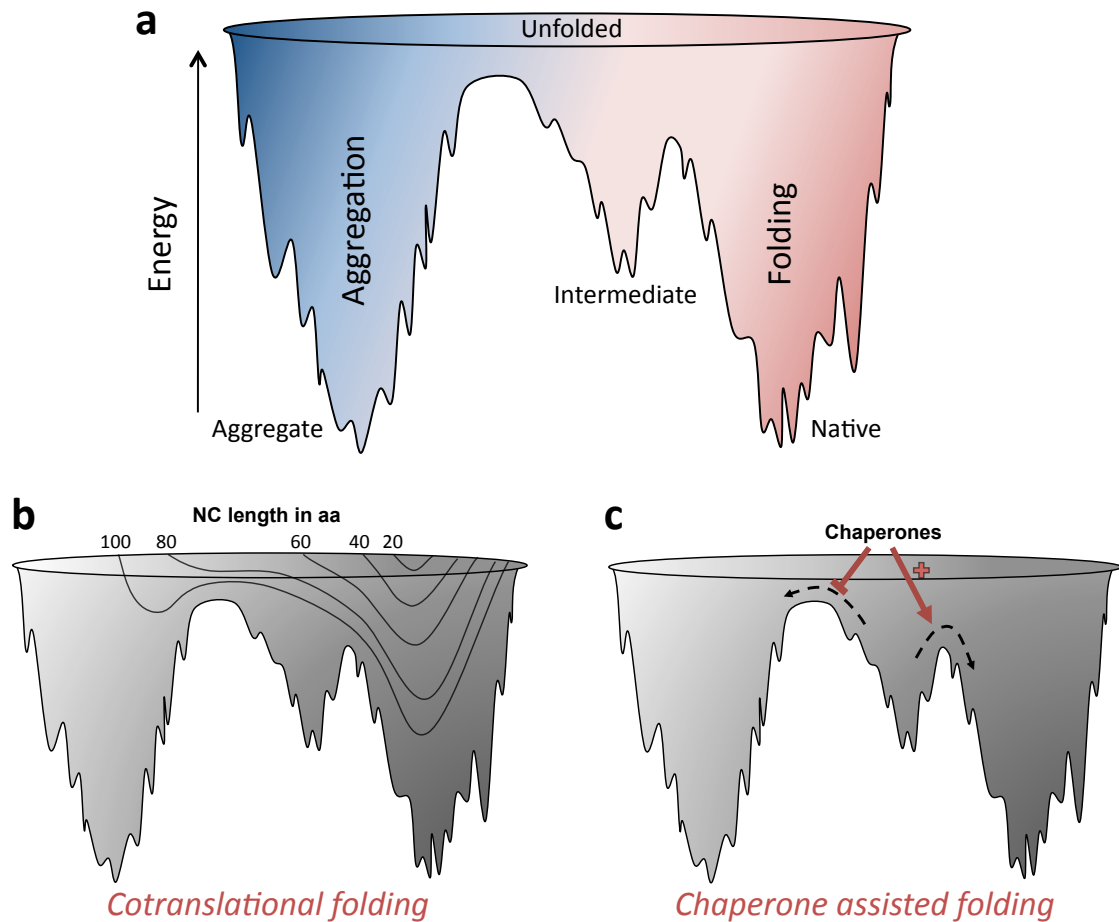 a
Unfolded
Energy
Aggregation
Folding
Intermediate
Aggregate
Native
b
NC length in aa
100 80 60 40 20
Cotranslational folding
c
Chaperones
Chaperone assisted folding